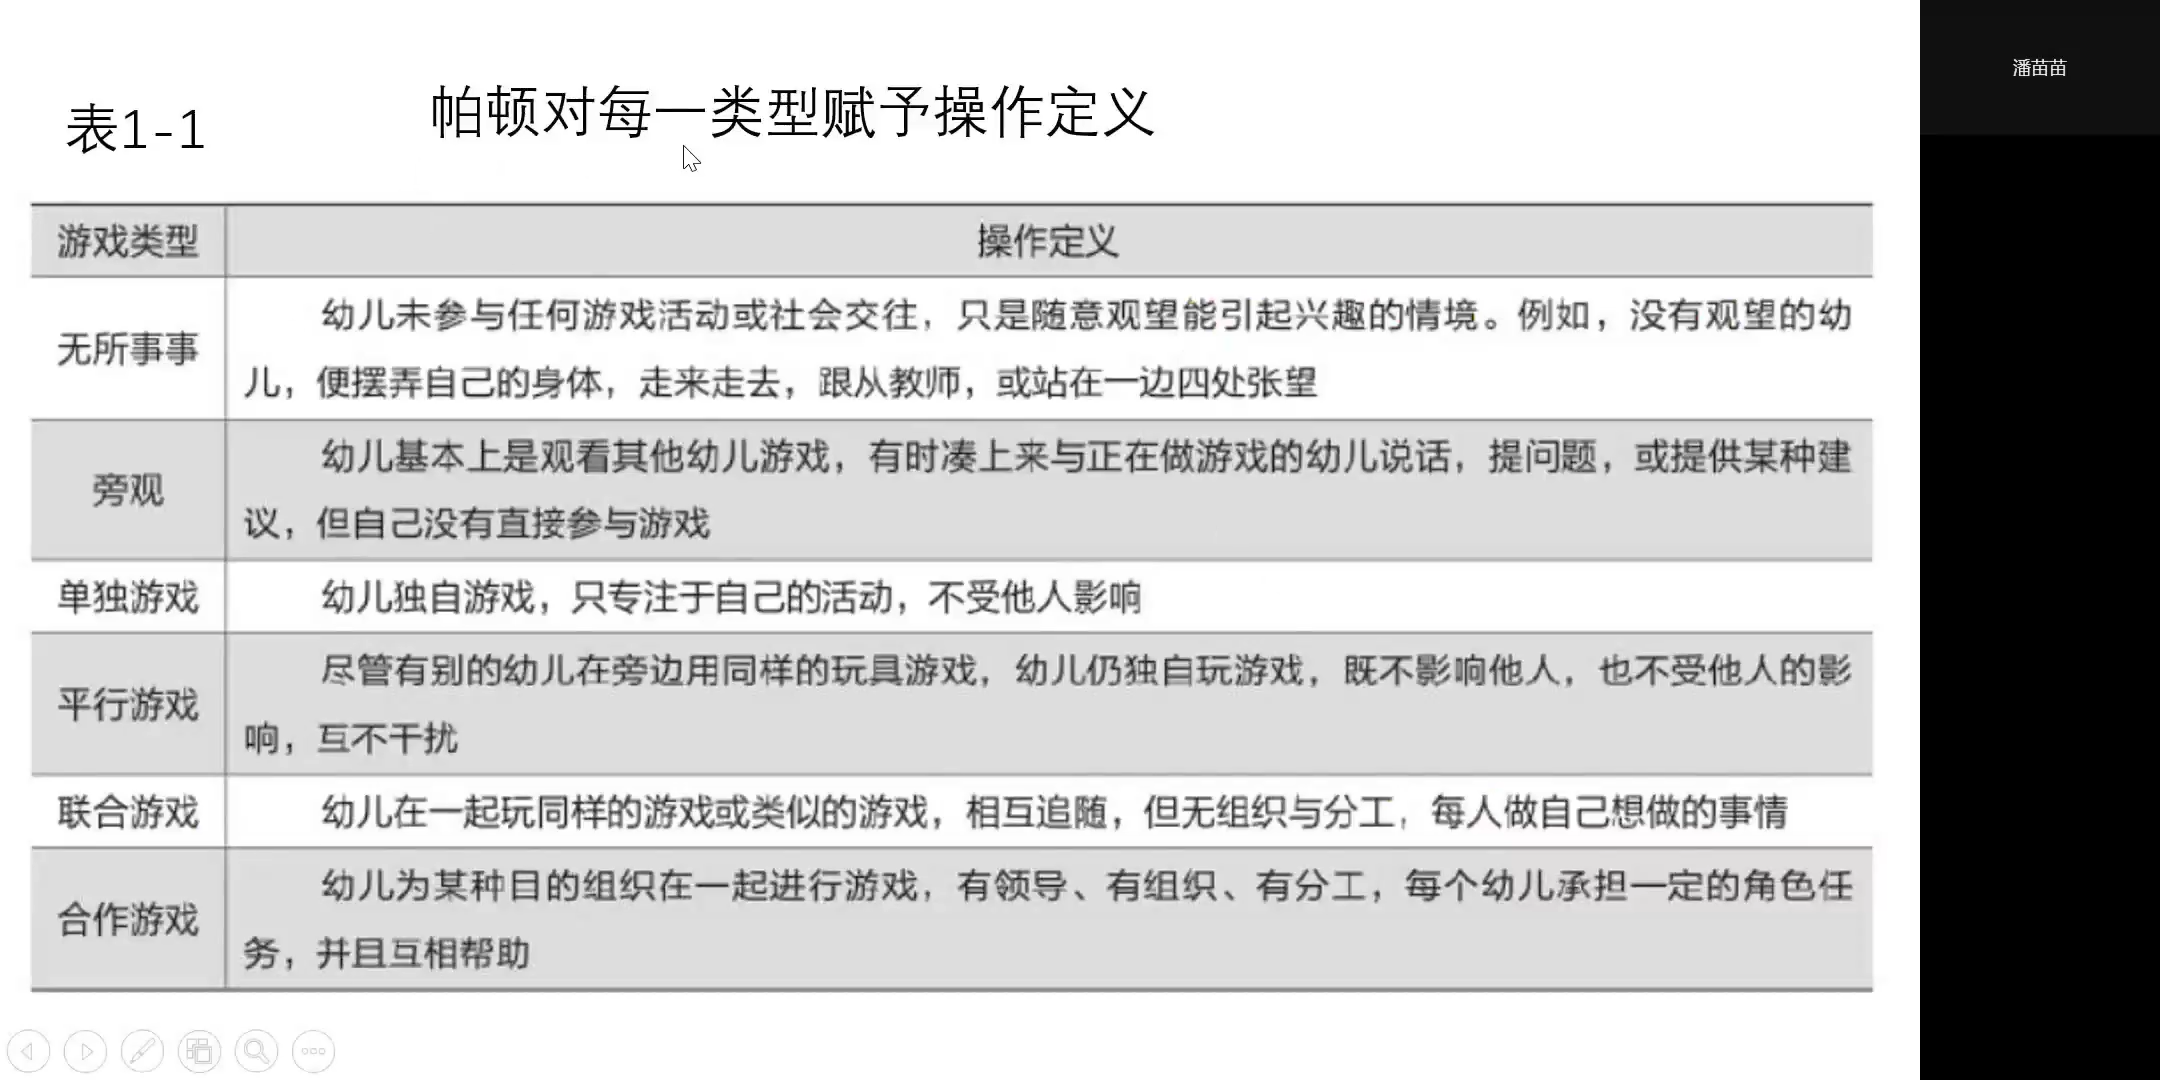 潘苗苗
表1-1
帕顿对每一类型赋予操作定义
游戏类型
操作定义
无所事事
幼儿未参与任何游戏活动或社会交往，只是随意观望能引起兴趣的情境。例如，没有观望的幼
儿，便摆弄自己的身体，走来走去，跟从教师，或站在一边四处张望
旁观
幼儿基本上是观看其他幼儿游戏，有时凑上来与正在做游戏的幼儿说话，提问题，或提供某种建
议，但自己没有直接参与游戏
单独游戏
幼儿独自游戏，只专注于自己的活动，不受他人影响
平行游戏
尽管有别的幼儿在旁边用同样的玩具游戏，幼儿仍独自玩游戏，既不影响他人，也不受他人的影
响，互不干扰
联合游戏
幼儿在一起玩同样的游戏或类似的游戏，相互追随，但无组织与分工，每人做自己想做的事情
合作游戏
幼儿为某种目的组织在一起进行游戏，有领导、有组织、有分工，每个幼儿承担一定的角色任
务，并且互相帮助